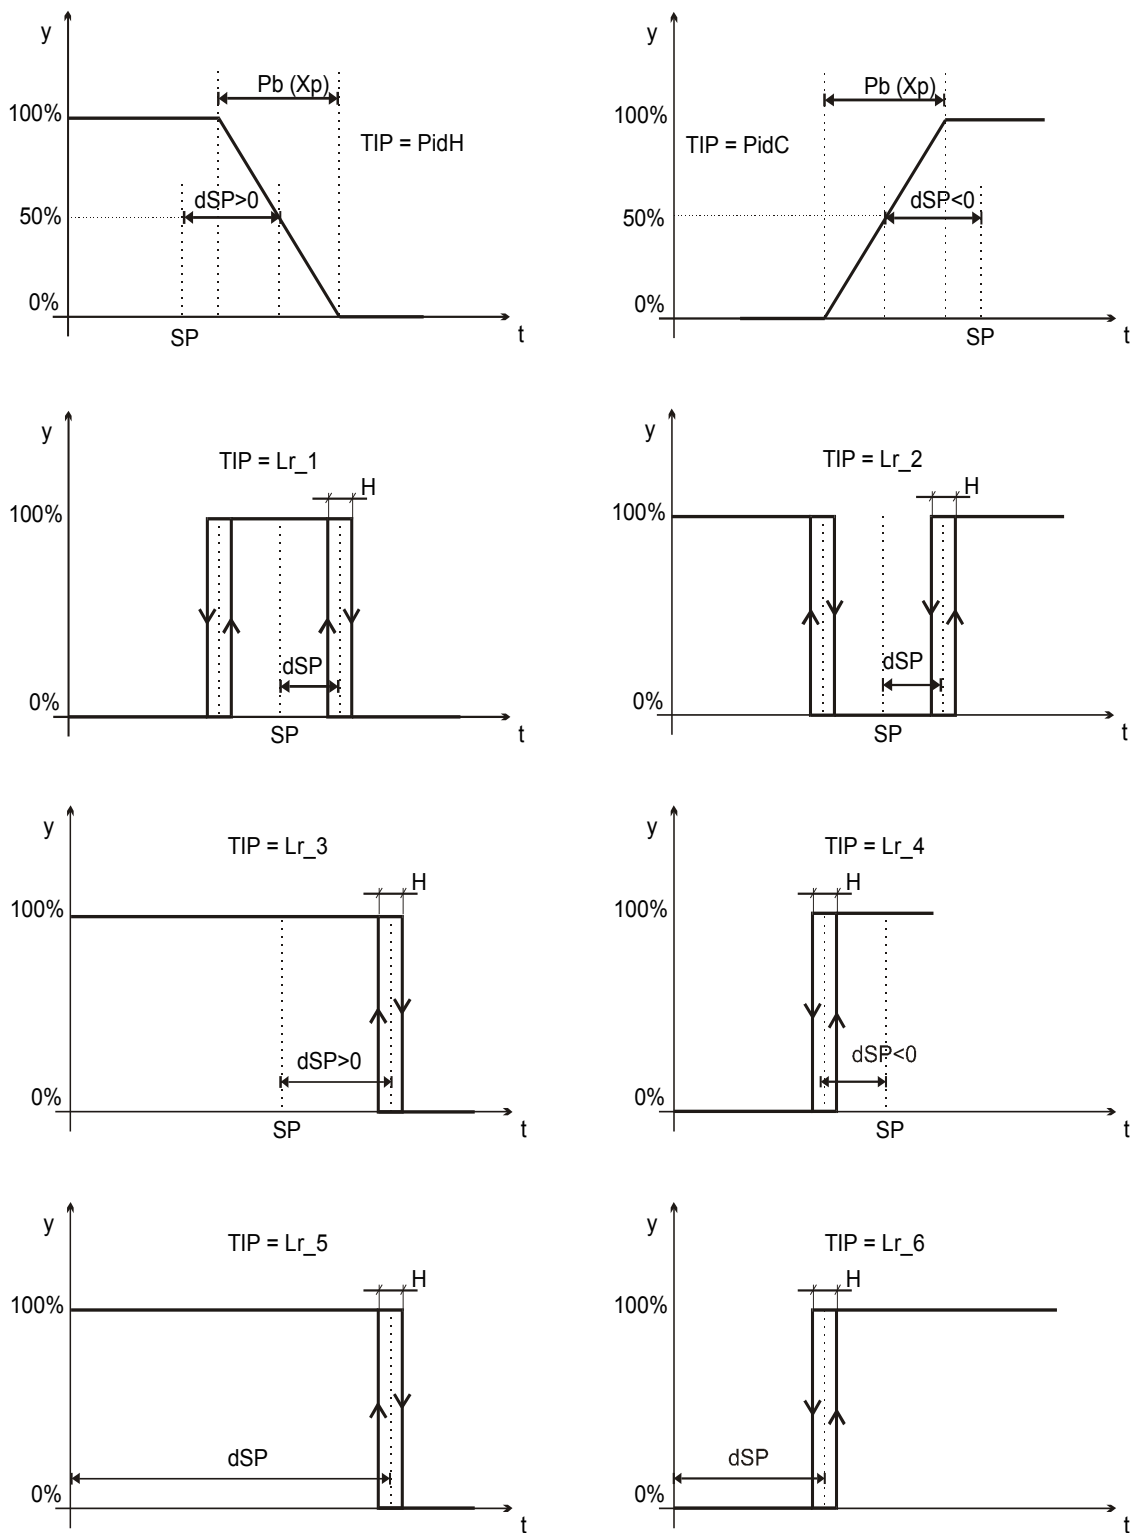 y
Pb (Xp)
100%
TIP = PidH
dSP>0
50%
0%
SP
t
y
Pb (Xp)
100%
TIP = PidC
dSP<0
50%
0%
SP
t
y
TIP = Lr_1
H
100%
dSP
0%
SP
t
y
TIP = Lr_2
H
100%
dSP
0%
SP
t
y
TIP = Lr_3
H
100%
dSP>0
0%
SP
t
y
TIP = Lr_4
H
100%
dSP<0
0%
SP
t
y
TIP = Lr_5
H
100%
dSP
0%
t
y
TIP = Lr_6
H
100%
dSP
0%
t